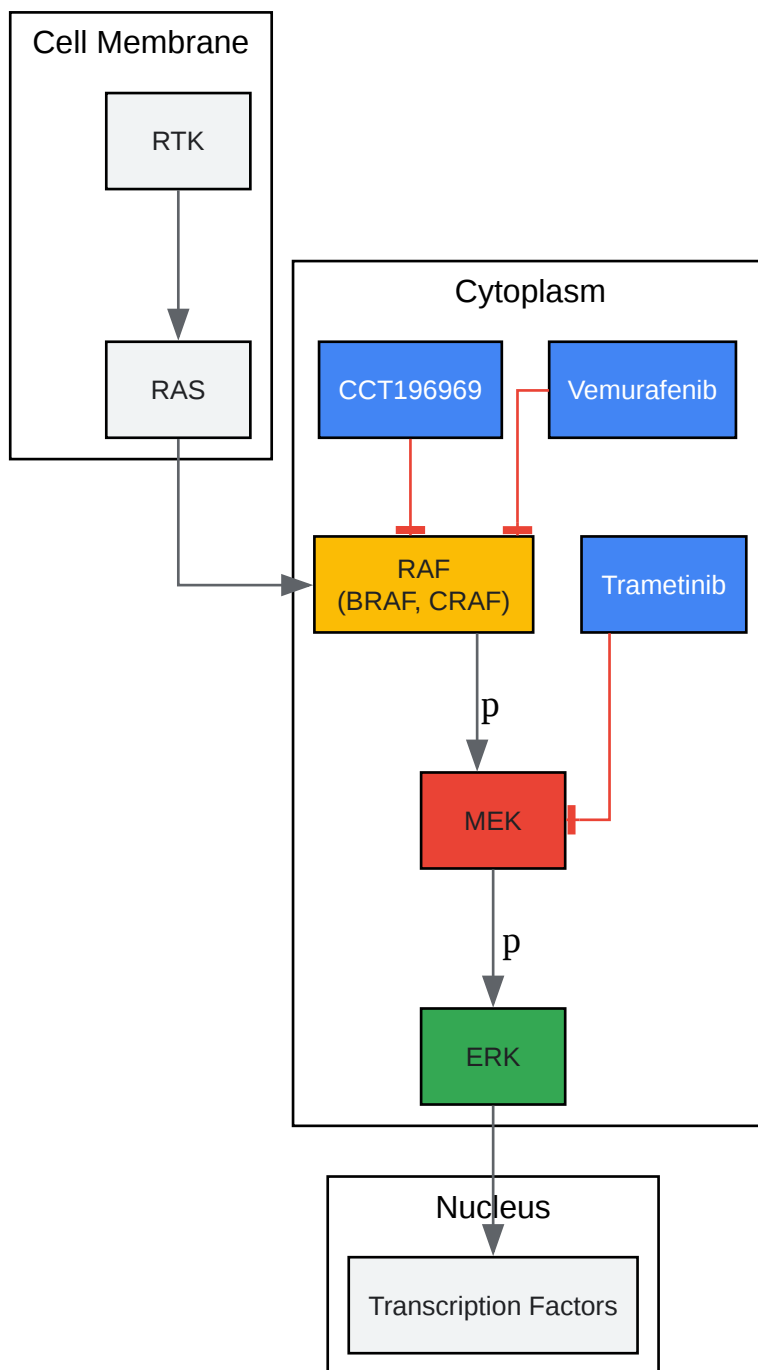 Cell Membrane
RTK
RAS
Cytoplasm
CCT196969
Vemurafenib
RAF
(BRAF, CRAF)
Trametinib
p
MEK
p
ERK
Nucleus
Transcription Factors